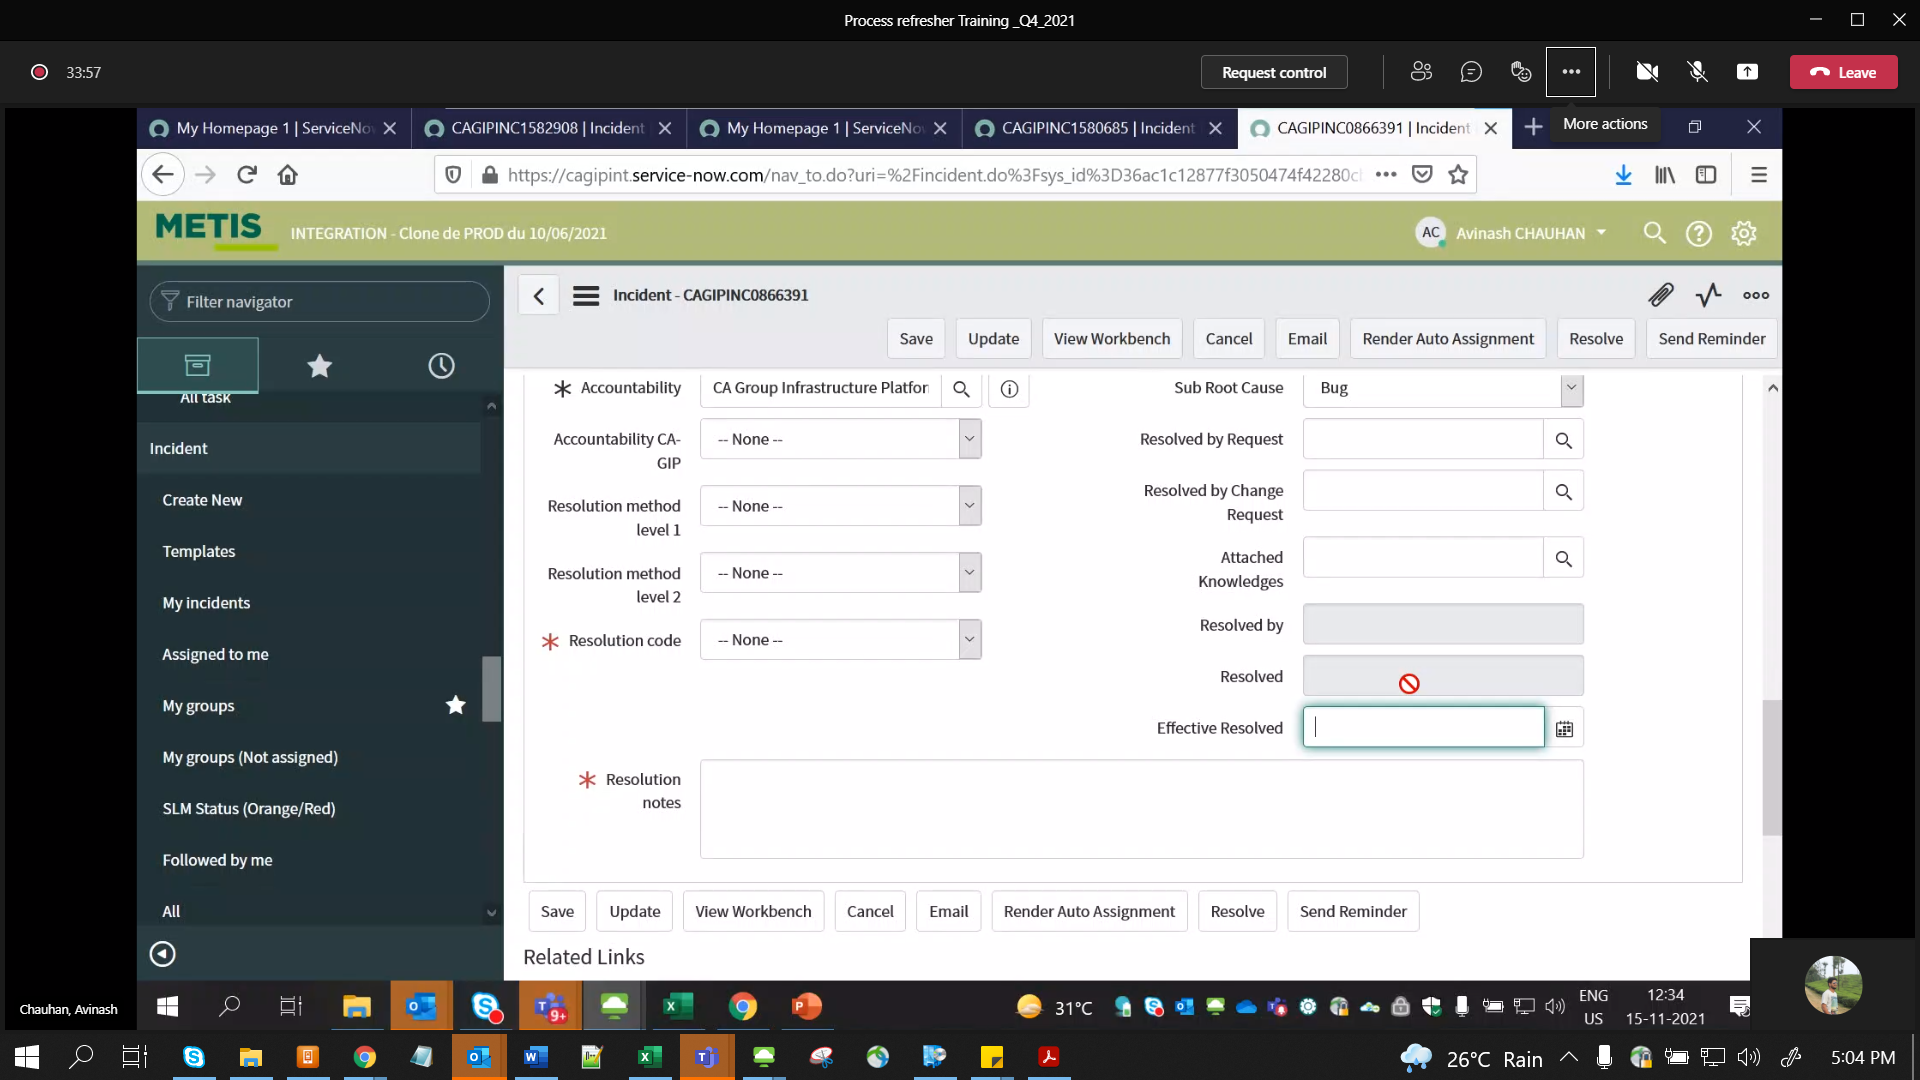 Process refresher Training _Q4_2021
33:57
Request control
Leave
More actions
My Homepage 1 | ServiceNo
CAGIPINC1582908 | Incident
My Homepage 1 | ServiceNo
CAGIPINC1580685 | Incident
CAGIPINC0866391 | Incident
https://cagipint.service-now.com/nav_to.do?uri=%2Fincident.do%3Fsys_id%3D36ac1c12877f3050474f42280c
METIS
INTEGRATION - Clone de PROD du 10/06/2021
AC
Avinash CHAUHAN
Filter navigator
Incident - CAGIPINC0866391
Save
Update
View Workbench
Cancel
Email
Render Auto Assignment
Resolve
Send Reminder
All task
Incident
Create New
Templates
My incidents
Assigned to me
My groups
My groups (Not assigned)
SLM Status (Orange/Red)
Followed by me
All
Accountability
CA Group Infrastructure Platfor
Accountability CA-
GIP
-- None --
Resolution method
level 1
-- None --
Resolution method
level 2
-- None --
Resolution code
-- None --
Sub Root Cause
Bug
Resolved by Request
Resolved by Change
Request
Attached
Knowledges
Resolved by
Resolved
Effective Resolved
Resolution
notes
Save
Update
View Workbench
Cancel
Email
Render Auto Assignment
Resolve
Send Reminder
Related Links
Chauhan, Avinash
9+
31°C
ENG
US
12:34
15-11-2021
26°C Rain
5:04 PM